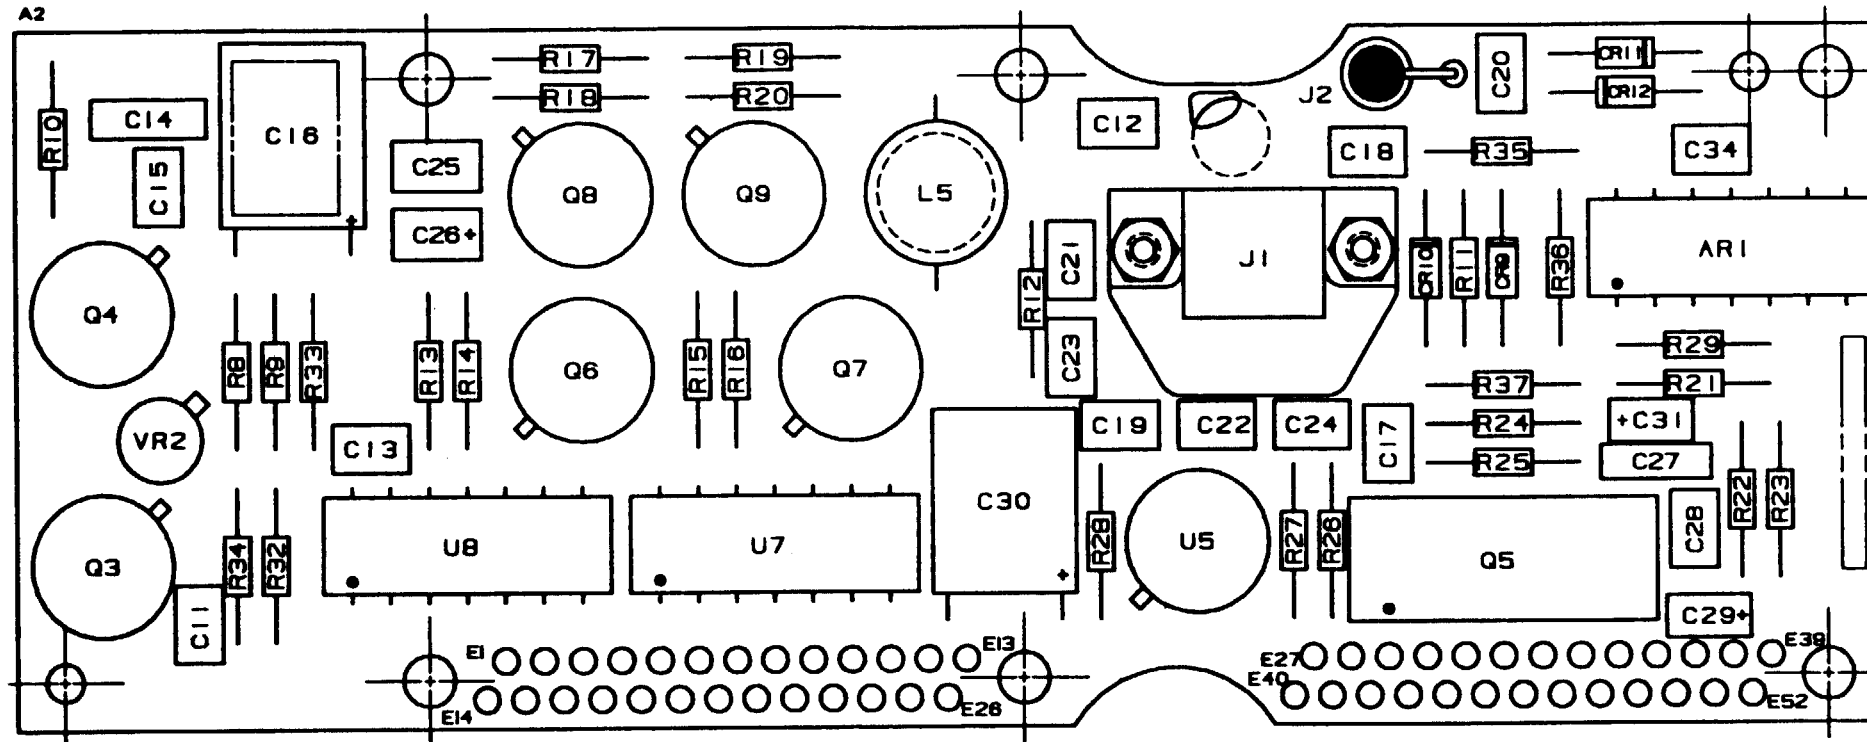 A2
R17
R19
R18
R20
J2
C20
CR11
CR12
R10
C14
C16
C15
C25
C26+
Q8
Q9
L5
C12
C18
R35
C34
Q4
R12
C21
C23
J1
CR10
R11
CR9
R36
AR1
R8
R9
R33
R13
R14
Q6
R15
R16
Q7
R29
R37
R21
VR2
C13
C19
C22
C24
C17
R24
+C31
R25
C27
Q3
R34
R32
U8
U7
C30
+
R28
U5
R27
R26
Q5
C28
R22
R23
C11
C29+
E1
E13
E27
E39
E14
E26
E40
E52